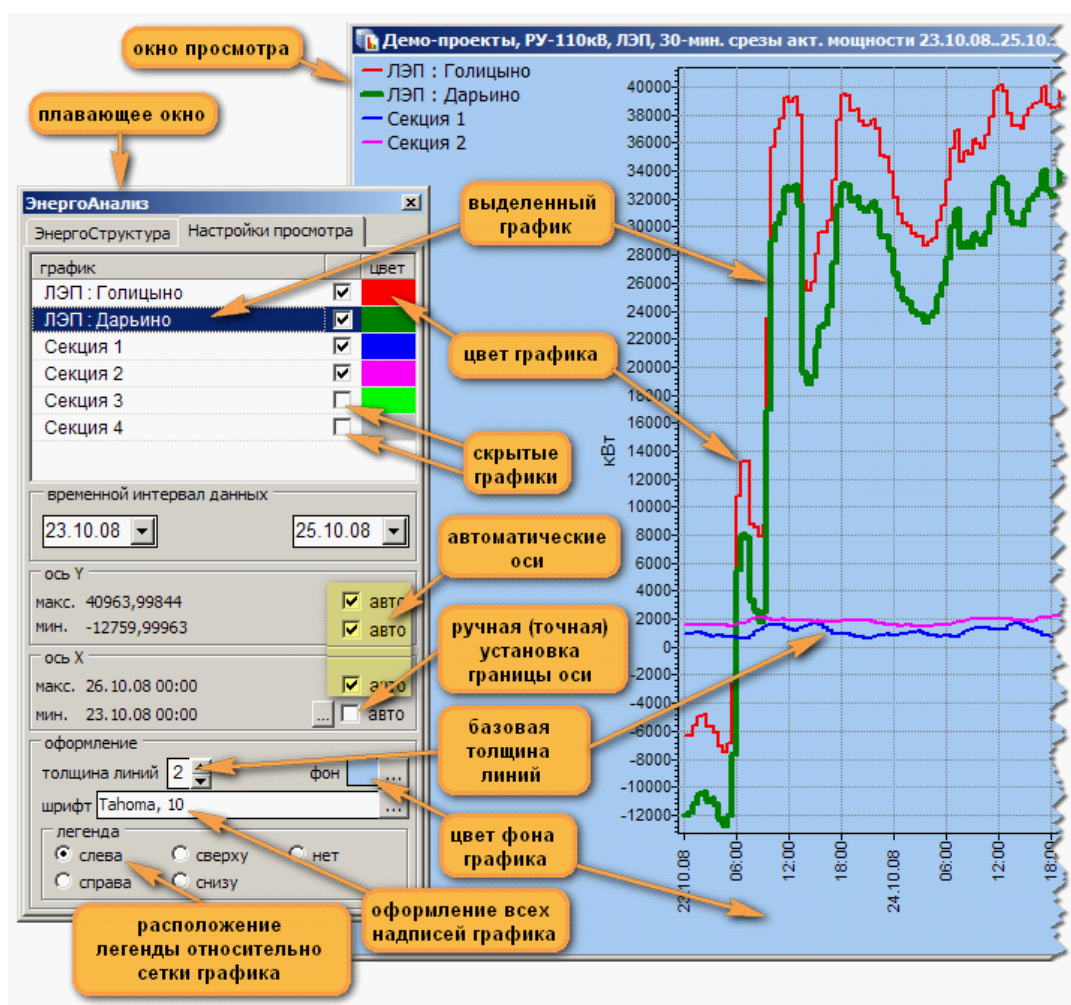 окно просмотра
Демо-проекты, РУ-110кВ, ЛЭП, 30-мин. срезы акт. мощности 23.10.08..25.10.
ЛЭП : Голицыно
ЛЭП : Дарьино
Секция 1
Секция 2
плавающее окно
ЭнергоАнализ
ЭнергоСтруктура
Настройки просмотра
график
цвет
ЛЭП : Голицыно
ЛЭП : Дарьино
Секция 1
Секция 2
Секция 3
Секция 4
временной интервал данных
23.10.08
25.10.08
ось Y
макс. 40963,99844
авто
мин. -12759,99963
авто
ось X
макс. 26.10.08 00:00
авто
мин. 23.10.08 00:00
...
авто
оформление
толщина линий 2
фон
...
шрифт Tahoma, 10
...
легенда
слева
сверху
нет
справа
снизу
выделенный
график
цвет графика
скрытые
графики
автоматические
оси
ручная (точная)
установка
границы оси
базовая
толщина
линий
цвет фона
графика
оформление всех
надписей графика
расположение
легенды относительно
сетки графика
кВт
40000
38000
36000
34000
32000
30000
28000
26000
24000
22000
20000
18000
16000
14000
12000
10000
8000
6000
4000
2000
0
-2000
-4000
-6000
-8000
-10000
-12000
23.10.08
06:00
12:00
18:00
24.10.08
06:00
12:00
18:00